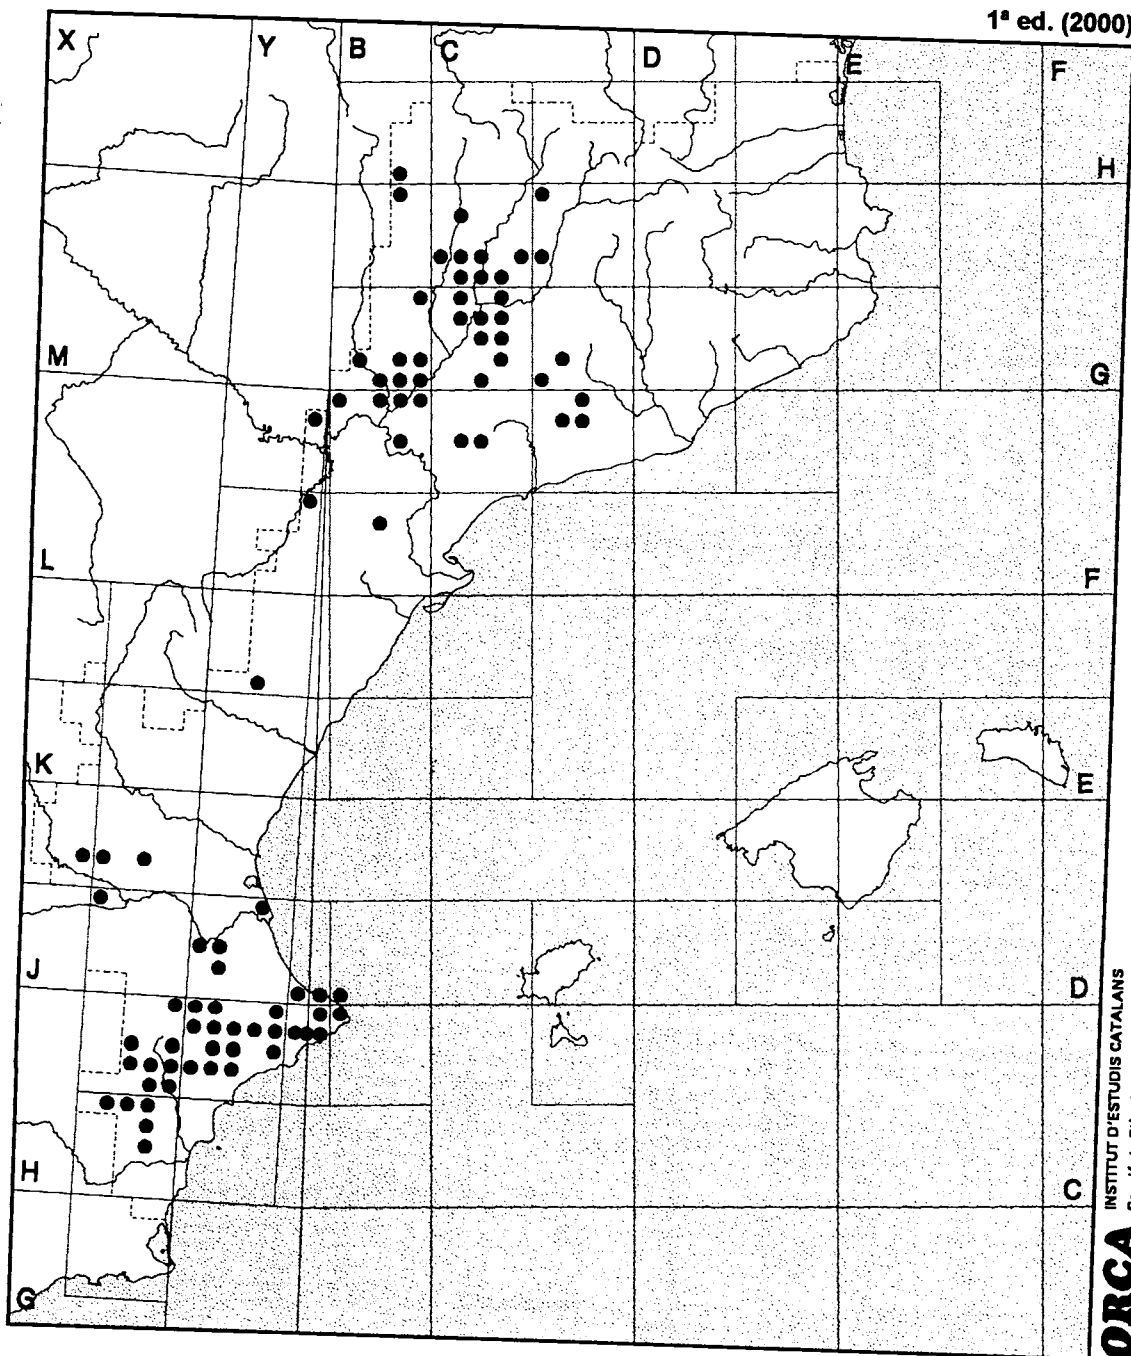 1ª ed. (2000)
X
Y
B
C
D
E
F
H
M
G
L
F
K
E
J
D
H
C
G
INSTITUT D'ESTUDIS CATALANS
ORCA